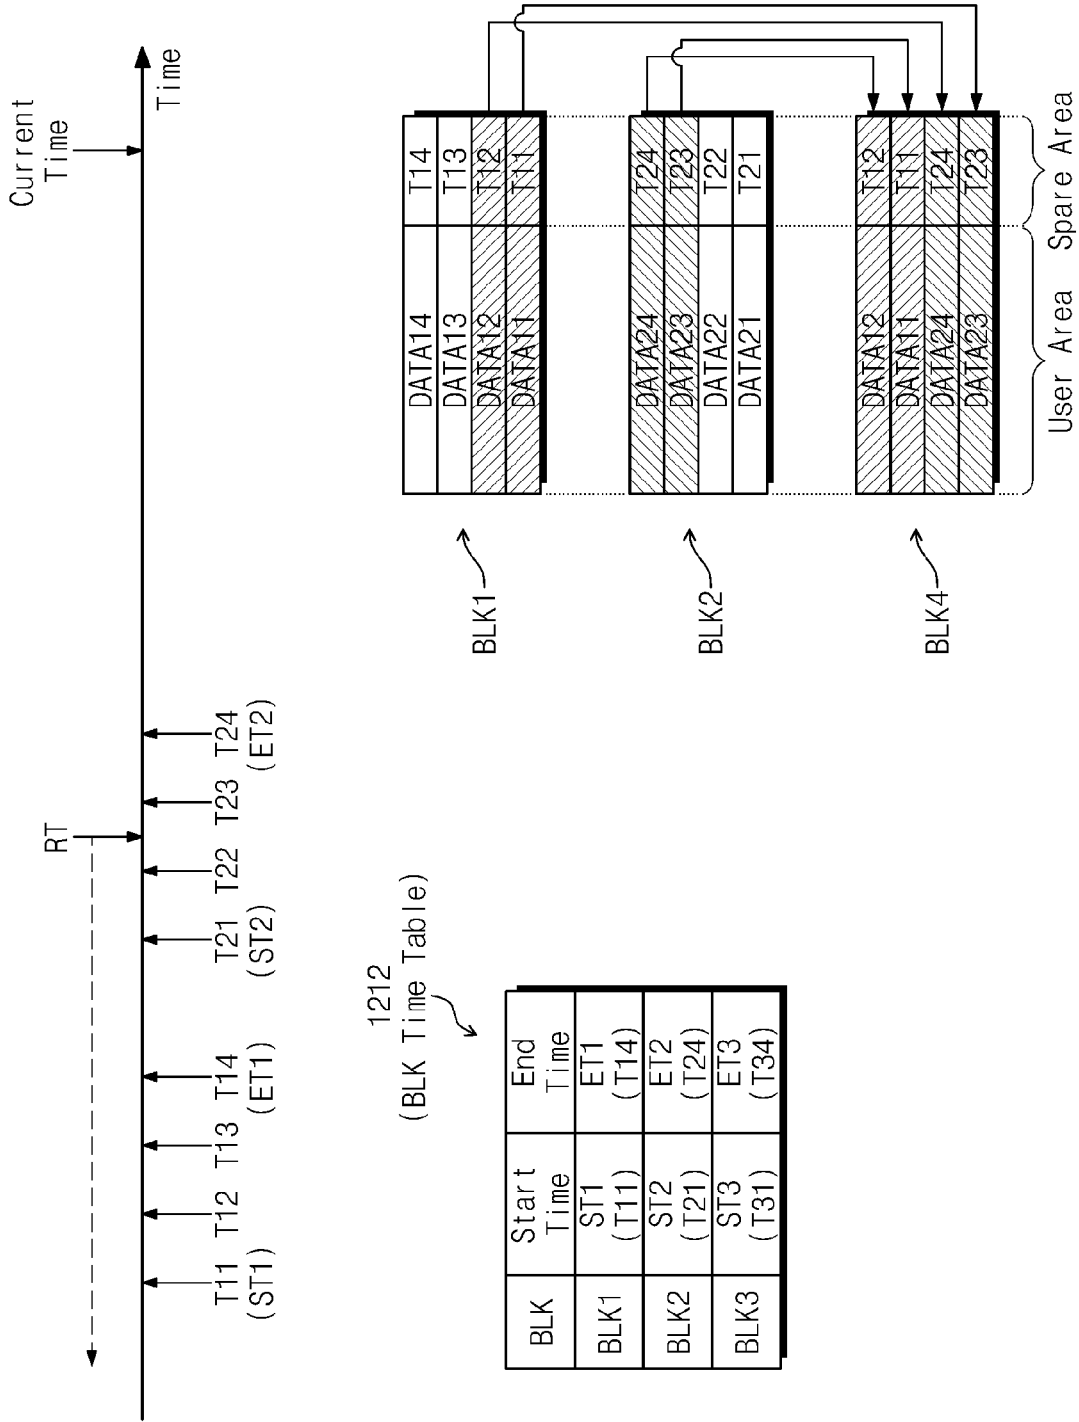 Current
Time
RT
Time
T11
(ST1)
T12
T13
T14
(ET1)
T21
(ST2)
T22
T23
T24
(ET2)
1212
(BLK Time Table)
BLK
Start
Time
End
Time
BLK1
ST1
(T11)
ET1
(T14)
BLK2
ST2
(T21)
ET2
(T24)
BLK3
ST3
(T31)
ET3
(T34)
BLK1
DATA14 T14
DATA13 T13
DATA12 T12
DATA11 T11
BLK2
DATA24 T24
DATA23 T23
DATA22 T22
DATA21 T21
BLK4
DATA12 T12
DATA11 T11
DATA24 T24
DATA23 T23
User Area Spare Area